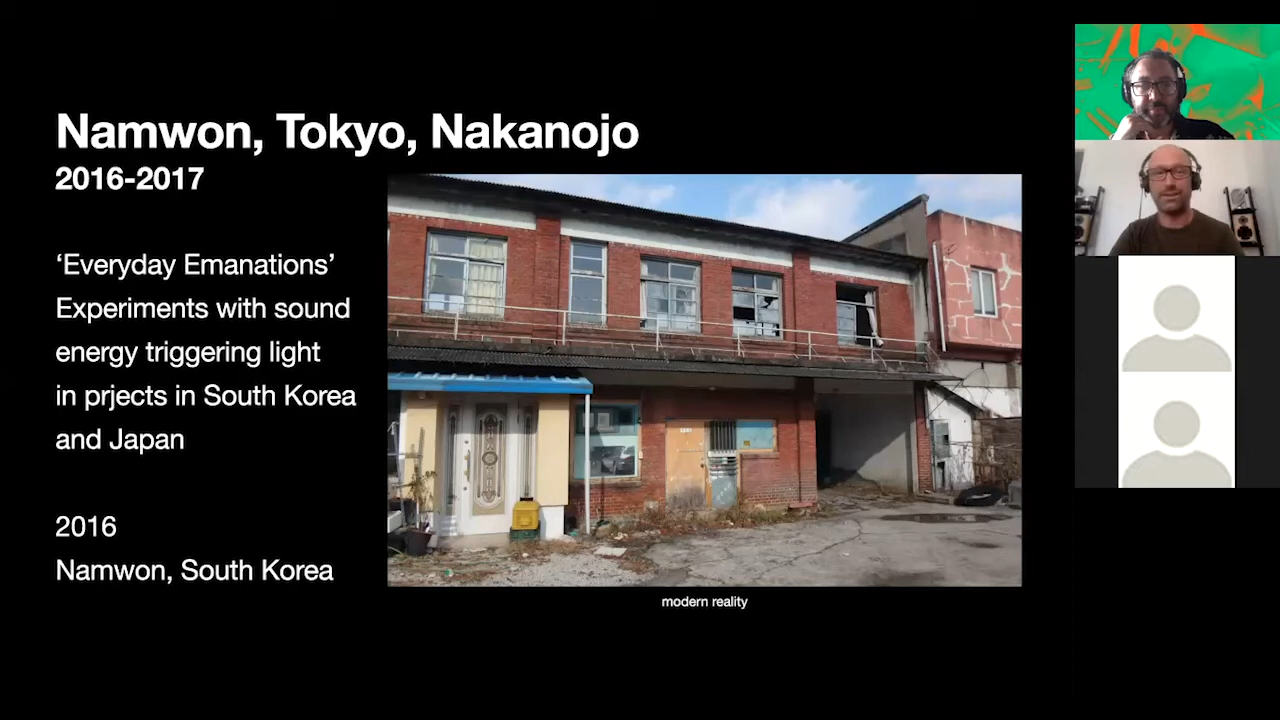 Namwon, Tokyo, Nakanojo
2016-2017
‘Everyday Emanations’
Experiments with sound
energy triggering light
in prjects in South Korea
and Japan
2016
Namwon, South Korea
modern reality